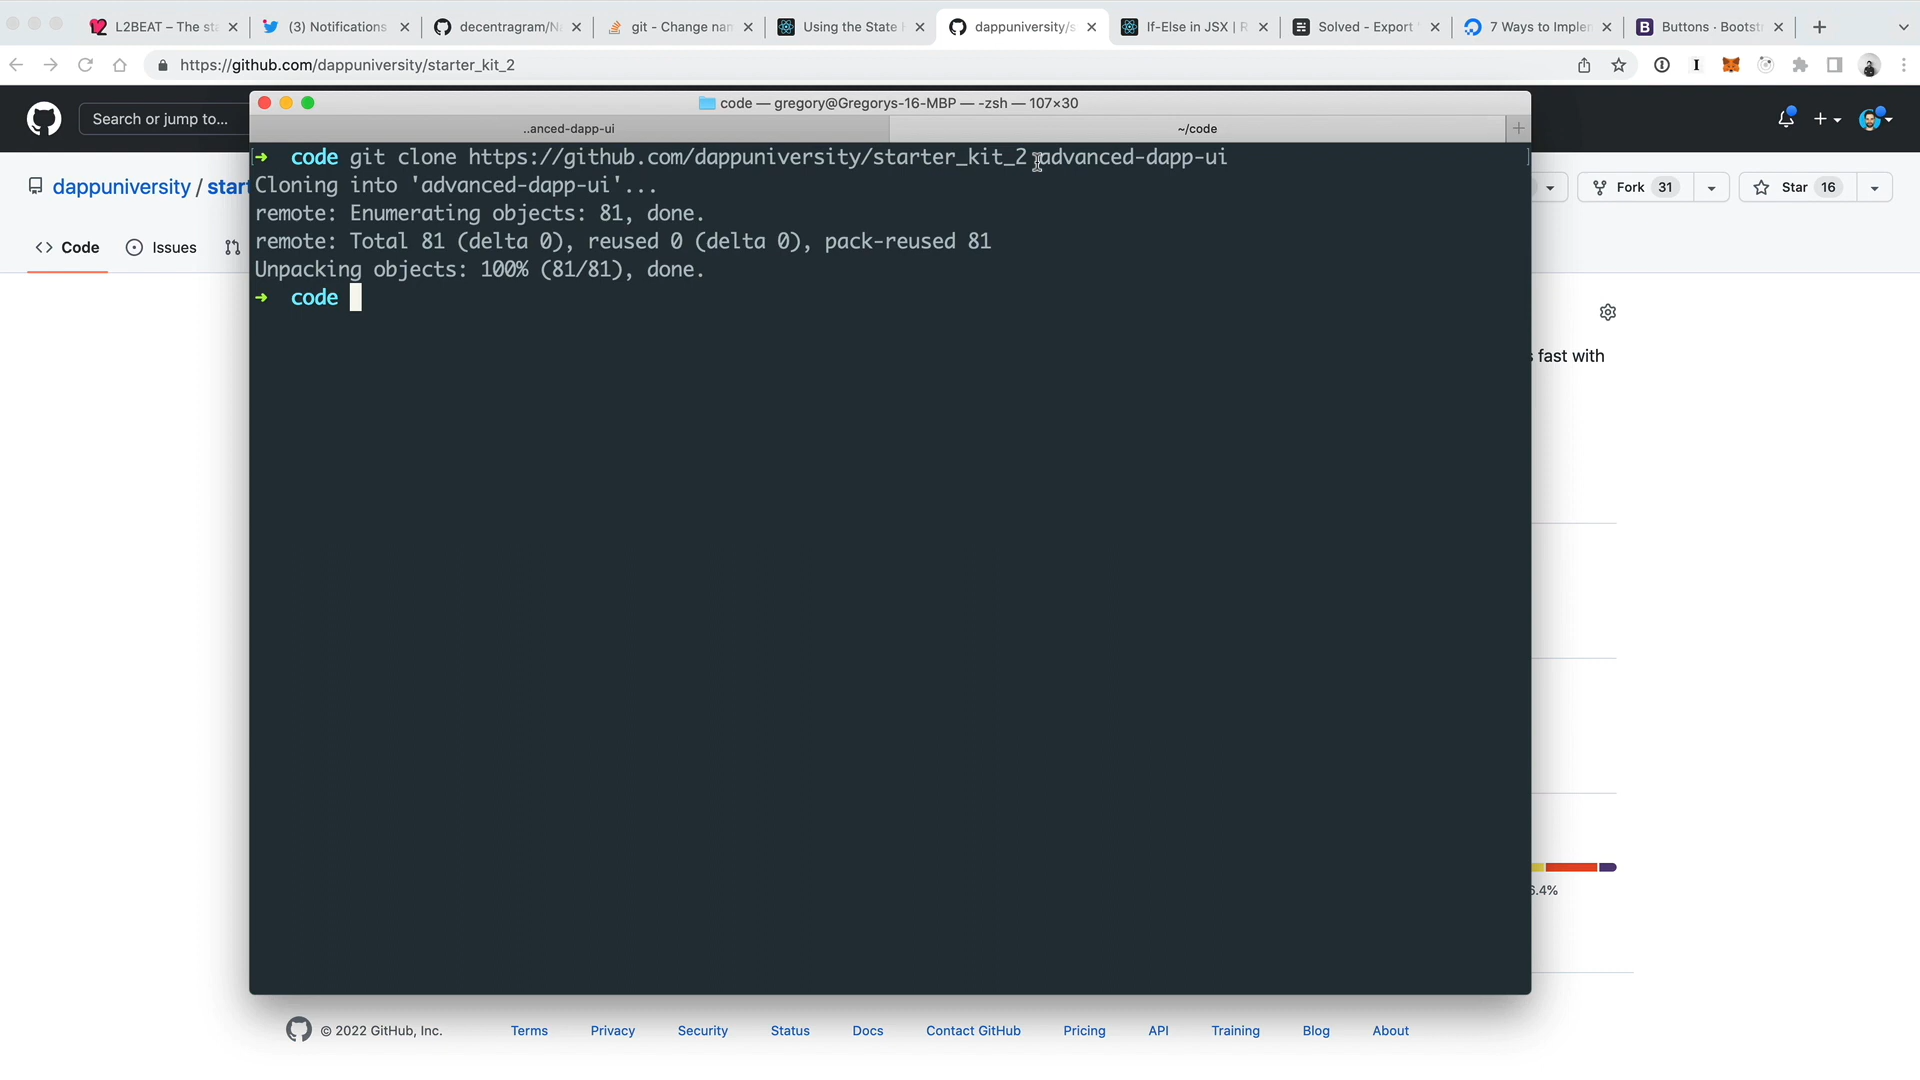 L2BEAT – The sta
(3) Notifications
decentragram/N
git - Change nam
Using the State H
dappuniversity/s
If-Else in JSX | R
Solved - Export
7 Ways to Implem
Buttons · Bootst
https://github.com/dappuniversity/starter_kit_2
code — gregory@Gregorys-16-MBP — -zsh — 107×30
..anced-dapp-ui
~/code
Search or jump to...
code git clone https://github.com/dappuniversity/starter_kit_2 advanced-dapp-ui
Cloning into 'advanced-dapp-ui'...
remote: Enumerating objects: 81, done.
remote: Total 81 (delta 0), reused 0 (delta 0), pack-reused 81
Unpacking objects: 100% (81/81), done.
code
dappuniversity / start
Fork 31
Star 16
Code
Issues
fast with
6.4%
© 2022 GitHub, Inc.
Terms
Privacy
Security
Status
Docs
Contact GitHub
Pricing
API
Training
Blog
About